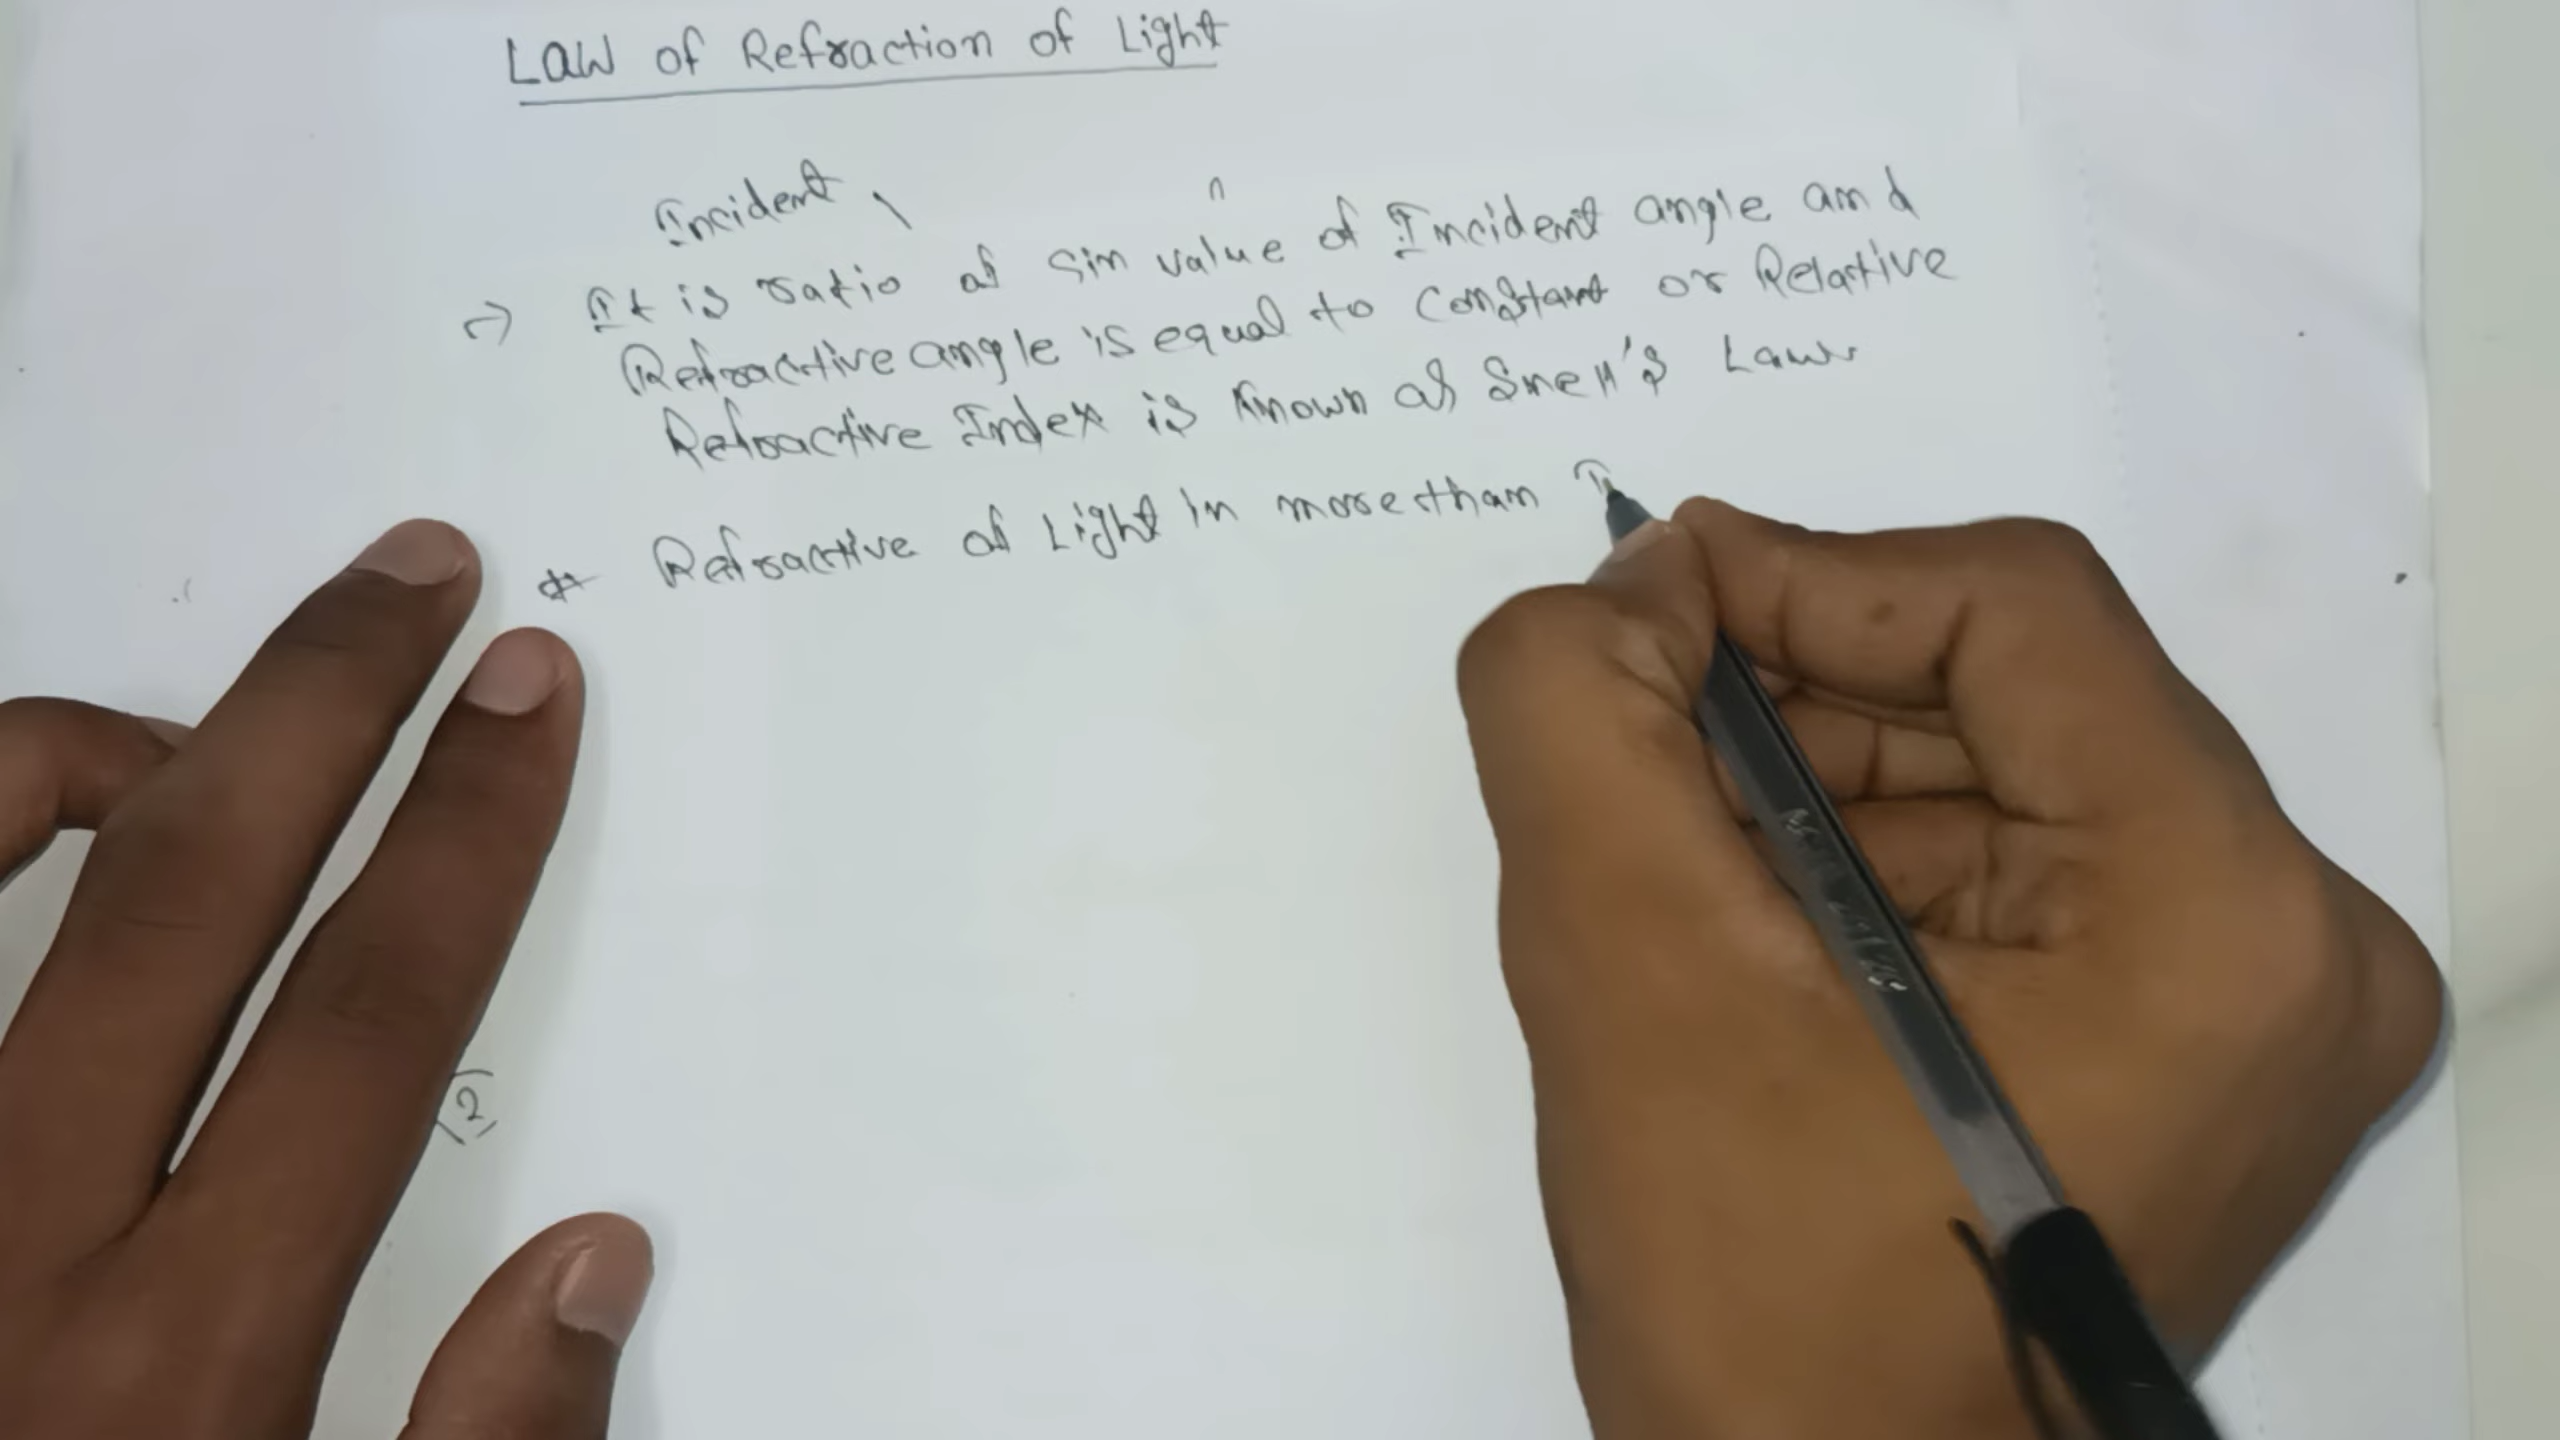 Law of Refraction of Light
Incident
It is ratio of Sin value of Incident angle and
Refractive angle is equal to Constant or Relative
Refractive Index is Known as Snell's Law
Refractive of Light in more than
2